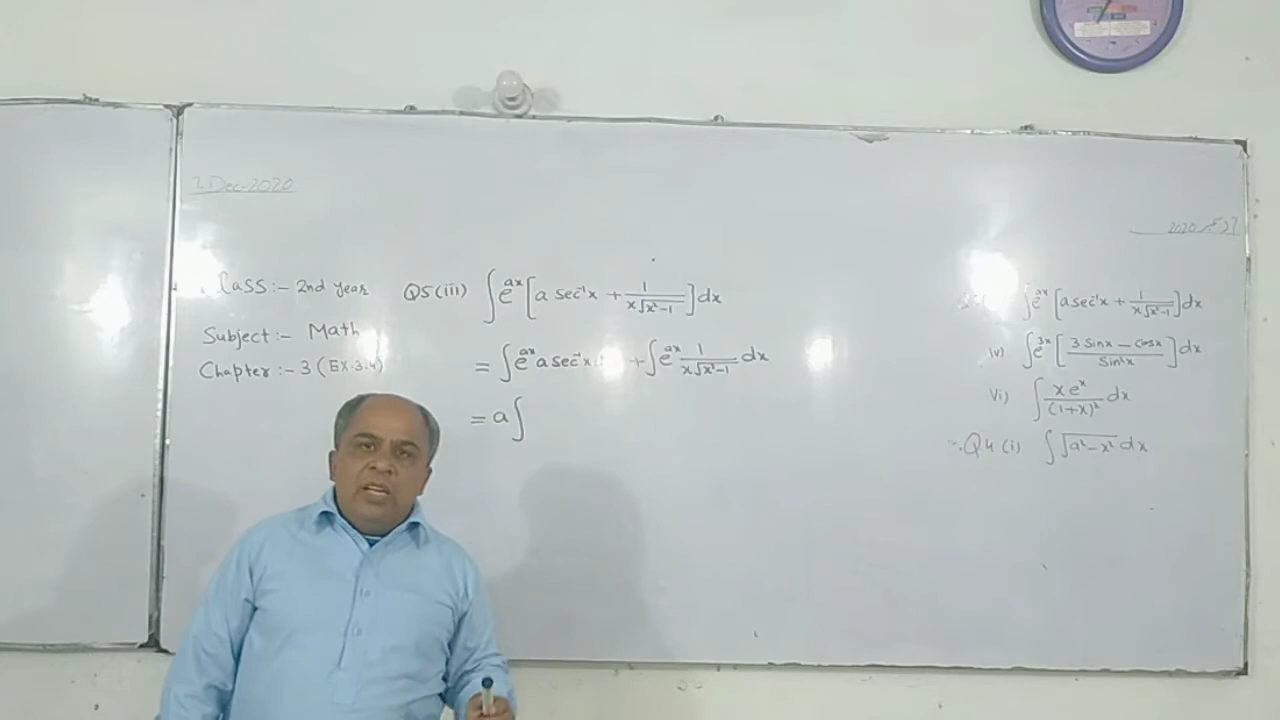 7. Dec. 2020
2020
Class :- 2nd year
Subject :- Math
Chapter :- 3 (EX.3.4)
Q5(iii) ∫e^{ax}[a sec⁻¹x + 1/(x√(x²-1))]dx
= ∫e^{ax} a sec⁻¹x + ∫e^{ax} 1/(x√(x²-1)) dx
= a∫
∫e^{ax}[a sec⁻¹x + 1/(x√(x²-1))]dx
∫e^{3x}[(3 Sinx - Cosx)/Sin²x]dx
vi) ∫ xeˣ/(1+x)² dx
Q4(i) ∫√(a²-x²) dx